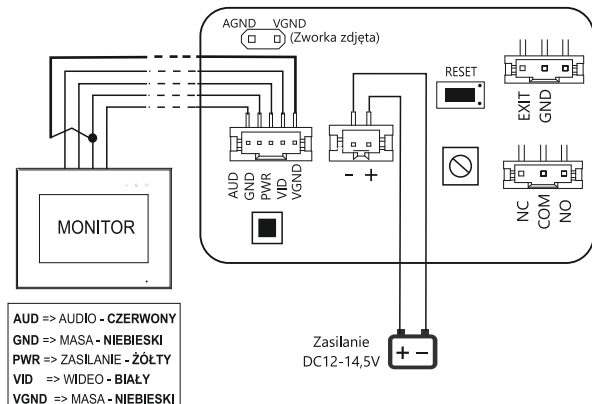 AGND VGND
(Zworka zdjęta)
RESET
EXIT
GND
AUD
GND
PWR
VID
VGND
- +
NC
COM
NO
MONITOR
AUD => AUDIO - CZERWONY
GND => MASA - NIEBIESKI
PWR => ZASILANIE - ŻÓŁTY
VID => WIDEO - BIAŁY
VGND => MASA - NIEBIESKI
Zasilanie
DC12-14,5V
+ -